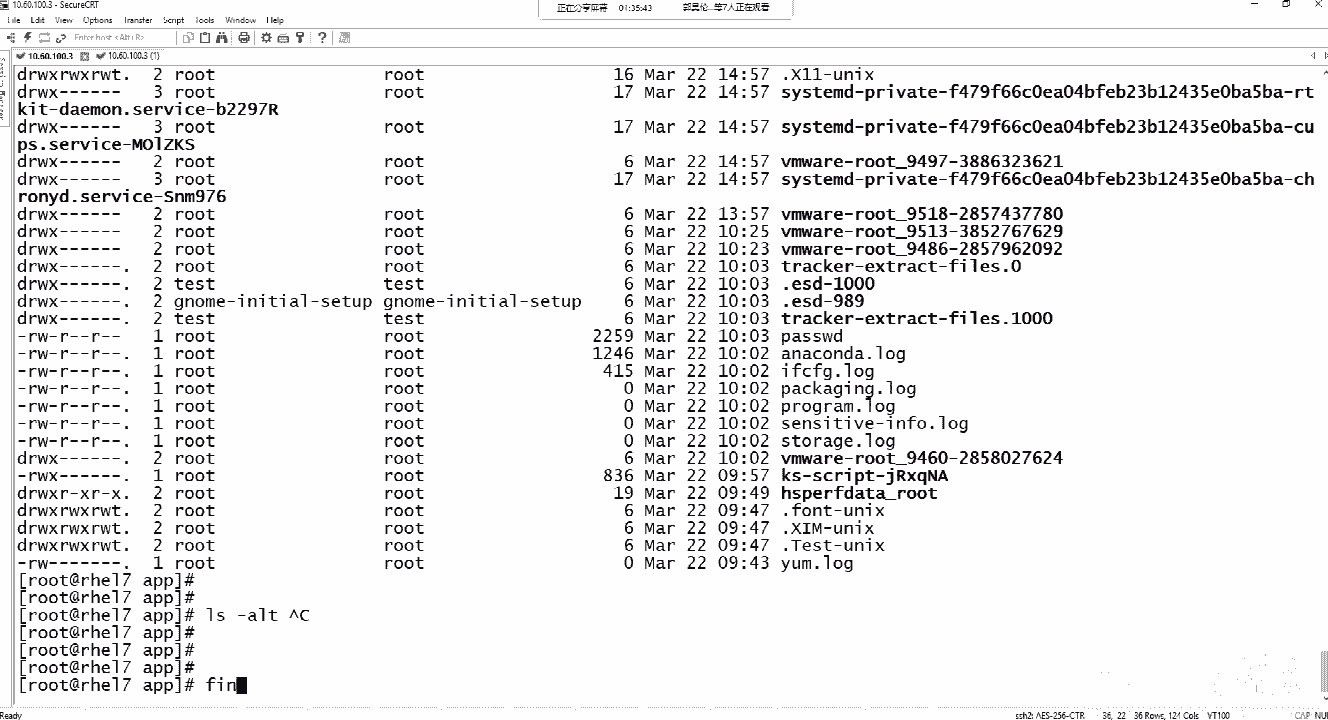 10.60.100.3 - SecureCRT
正在分享屏幕 01:35:43
File Edit View Options Transfer Script Tools Window Help
Enter host <Alt+R>
10.60.100.3 10.60.100.3 (1)
drwxrwxrwt. 2 root root 16 Mar 22 14:57 .X11-unix
drwx------ 3 root root 17 Mar 22 14:57 systemd-private-f479f66c0ea04bfeb23b12435e0ba5ba-rt
kit-daemon.service-b2297R
drwx------ 3 root root 17 Mar 22 14:57 systemd-private-f479f66c0ea04bfeb23b12435e0ba5ba-cu
ps.service-MOlZKS
drwx------ 2 root root 6 Mar 22 14:57 vmware-root_9497-3886323621
drwx------ 3 root root 17 Mar 22 14:57 systemd-private-f479f66c0ea04bfeb23b12435e0ba5ba-ch
ronyd.service-Snm976
drwx------ 2 root root 6 Mar 22 13:57 vmware-root_9518-2857437780
drwx------ 2 root root 6 Mar 22 10:25 vmware-root_9513-3852767629
drwx------ 2 root root 6 Mar 22 10:23 vmware-root_9486-2857962092
drwx------. 2 root root 6 Mar 22 10:03 tracker-extract-files.0
drwx------. 2 test test 6 Mar 22 10:03 .esd-1000
drwx------. 2 gnome-initial-setup gnome-initial-setup 6 Mar 22 10:03 .esd-989
drwx------. 2 test test 6 Mar 22 10:03 tracker-extract-files.1000
-rw-r--r-- 1 root root 2259 Mar 22 10:03 passwd
-rw-r--r--. 1 root root 1246 Mar 22 10:02 anaconda.log
-rw-r--r--. 1 root root 415 Mar 22 10:02 ifcfg.log
-rw-r--r--. 1 root root 0 Mar 22 10:02 packaging.log
-rw-r--r--. 1 root root 0 Mar 22 10:02 program.log
-rw-r--r--. 1 root root 0 Mar 22 10:02 sensitive-info.log
-rw-r--r--. 1 root root 0 Mar 22 10:02 storage.log
drwx------. 2 root root 6 Mar 22 10:02 vmware-root_9460-2858027624
-rwx------. 1 root root 836 Mar 22 09:57 ks-script-jRxqNA
drwxr-xr-x. 2 root root 19 Mar 22 09:49 hsperfdata_root
drwxrwxrwt. 2 root root 6 Mar 22 09:47 .font-unix
drwxrwxrwt. 2 root root 6 Mar 22 09:47 .XIM-unix
drwxrwxrwt. 2 root root 6 Mar 22 09:47 .Test-unix
-rw-------. 1 root root 0 Mar 22 09:43 yum.log
[root@rhel7 app]#
[root@rhel7 app]#
[root@rhel7 app]# ls -alt ^C
[root@rhel7 app]#
[root@rhel7 app]#
[root@rhel7 app]#
[root@rhel7 app]# fin
Ready ssh2: AES-256-CTR 36, 22 36 Rows, 124 Cols VT100 CAP NU